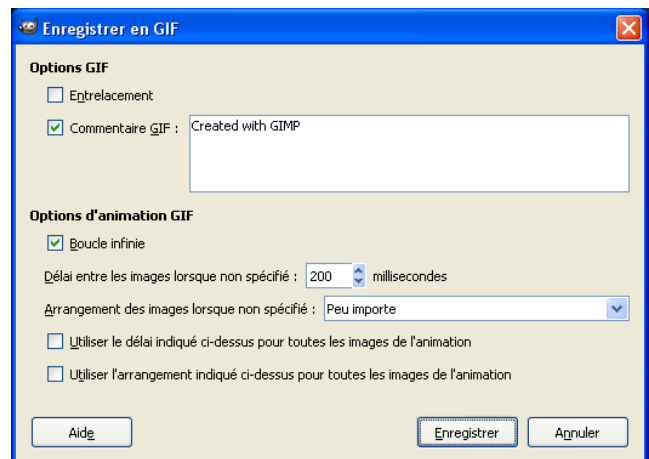 Enregistrer en GIF
Options GIF
Entrelacement
Commentaire GIF : Created with GIMP
Options d'animation GIF
Boucle infinie
Délai entre les images lorsque non spécifié : 200 millisecondes
Arrangement des images lorsque non spécifié : Peu importe
Utiliser le délai indiqué ci-dessus pour toutes les images de l'animation
Utiliser l'arrangement indiqué ci-dessus pour toutes les images de l'animation
Aide Enregistrer Annuler